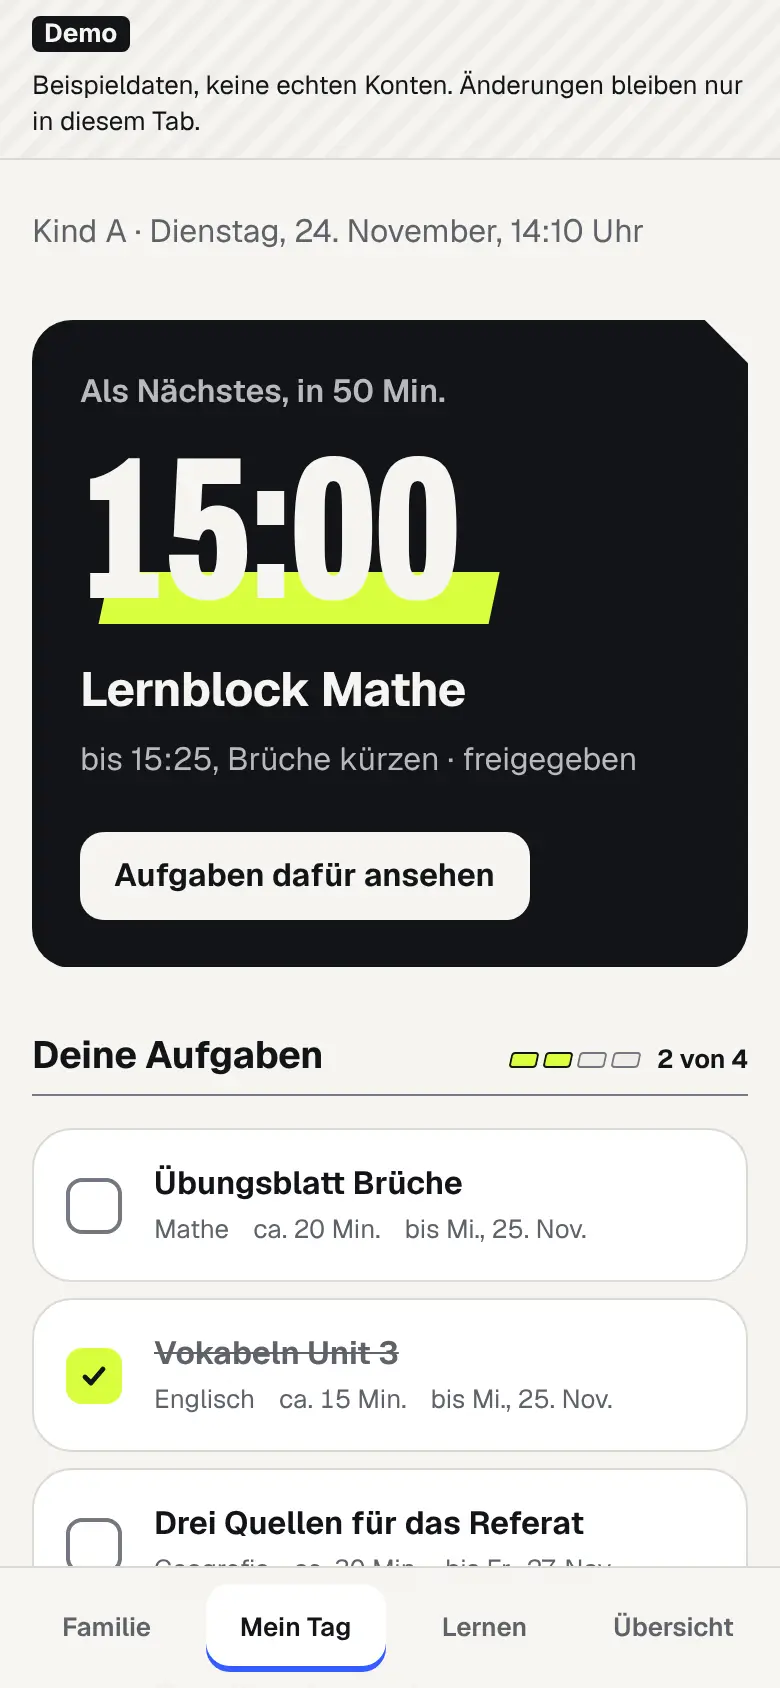 Demo
Beispieldaten, keine echten Konten. Änderungen bleiben nur
in diesem Tab.
Kind A · Dienstag, 24. November, 14:10 Uhr
Als Nächstes, in 50 Min.
15:00
Lernblock Mathe
bis 15:25, Brüche kürzen · freigegeben
Aufgaben dafür ansehen
Deine Aufgaben 2 von 4
Übungsblatt Brüche
Mathe ca. 20 Min. bis Mi., 25. Nov.
Vokabeln Unit 3
Englisch ca. 15 Min. bis Mi., 25. Nov.
Drei Quellen für das Referat
Familie Mein Tag Lernen Übersicht